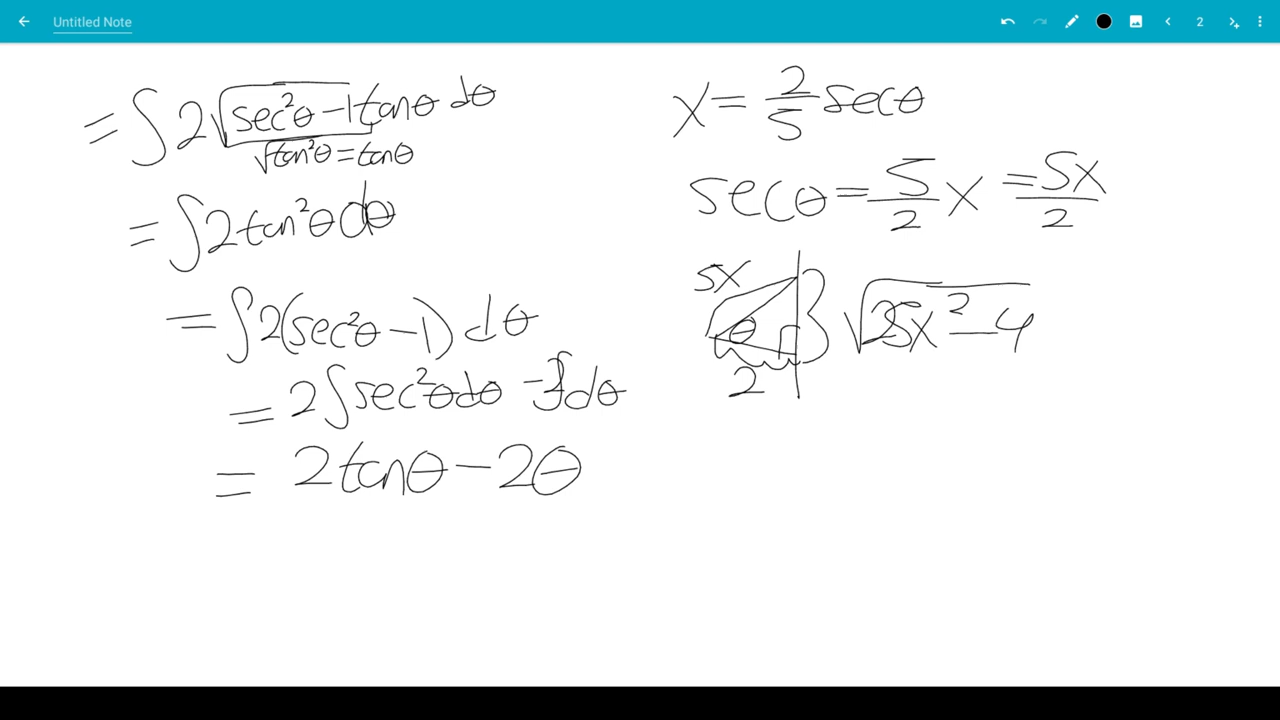 Untitled Note
2
= ∫ 2√(sec²θ − 1) tanθ dθ
√tan²θ = tanθ
= ∫ 2tan²θ dθ
= ∫ 2(sec²θ − 1) dθ
= 2∫ sec²θ dθ − 2∫ dθ
= 2tanθ − 2θ
x = 2/5 secθ
secθ = 5/2 x = 5x/2
5x
θ
2
√(25x² − 4)